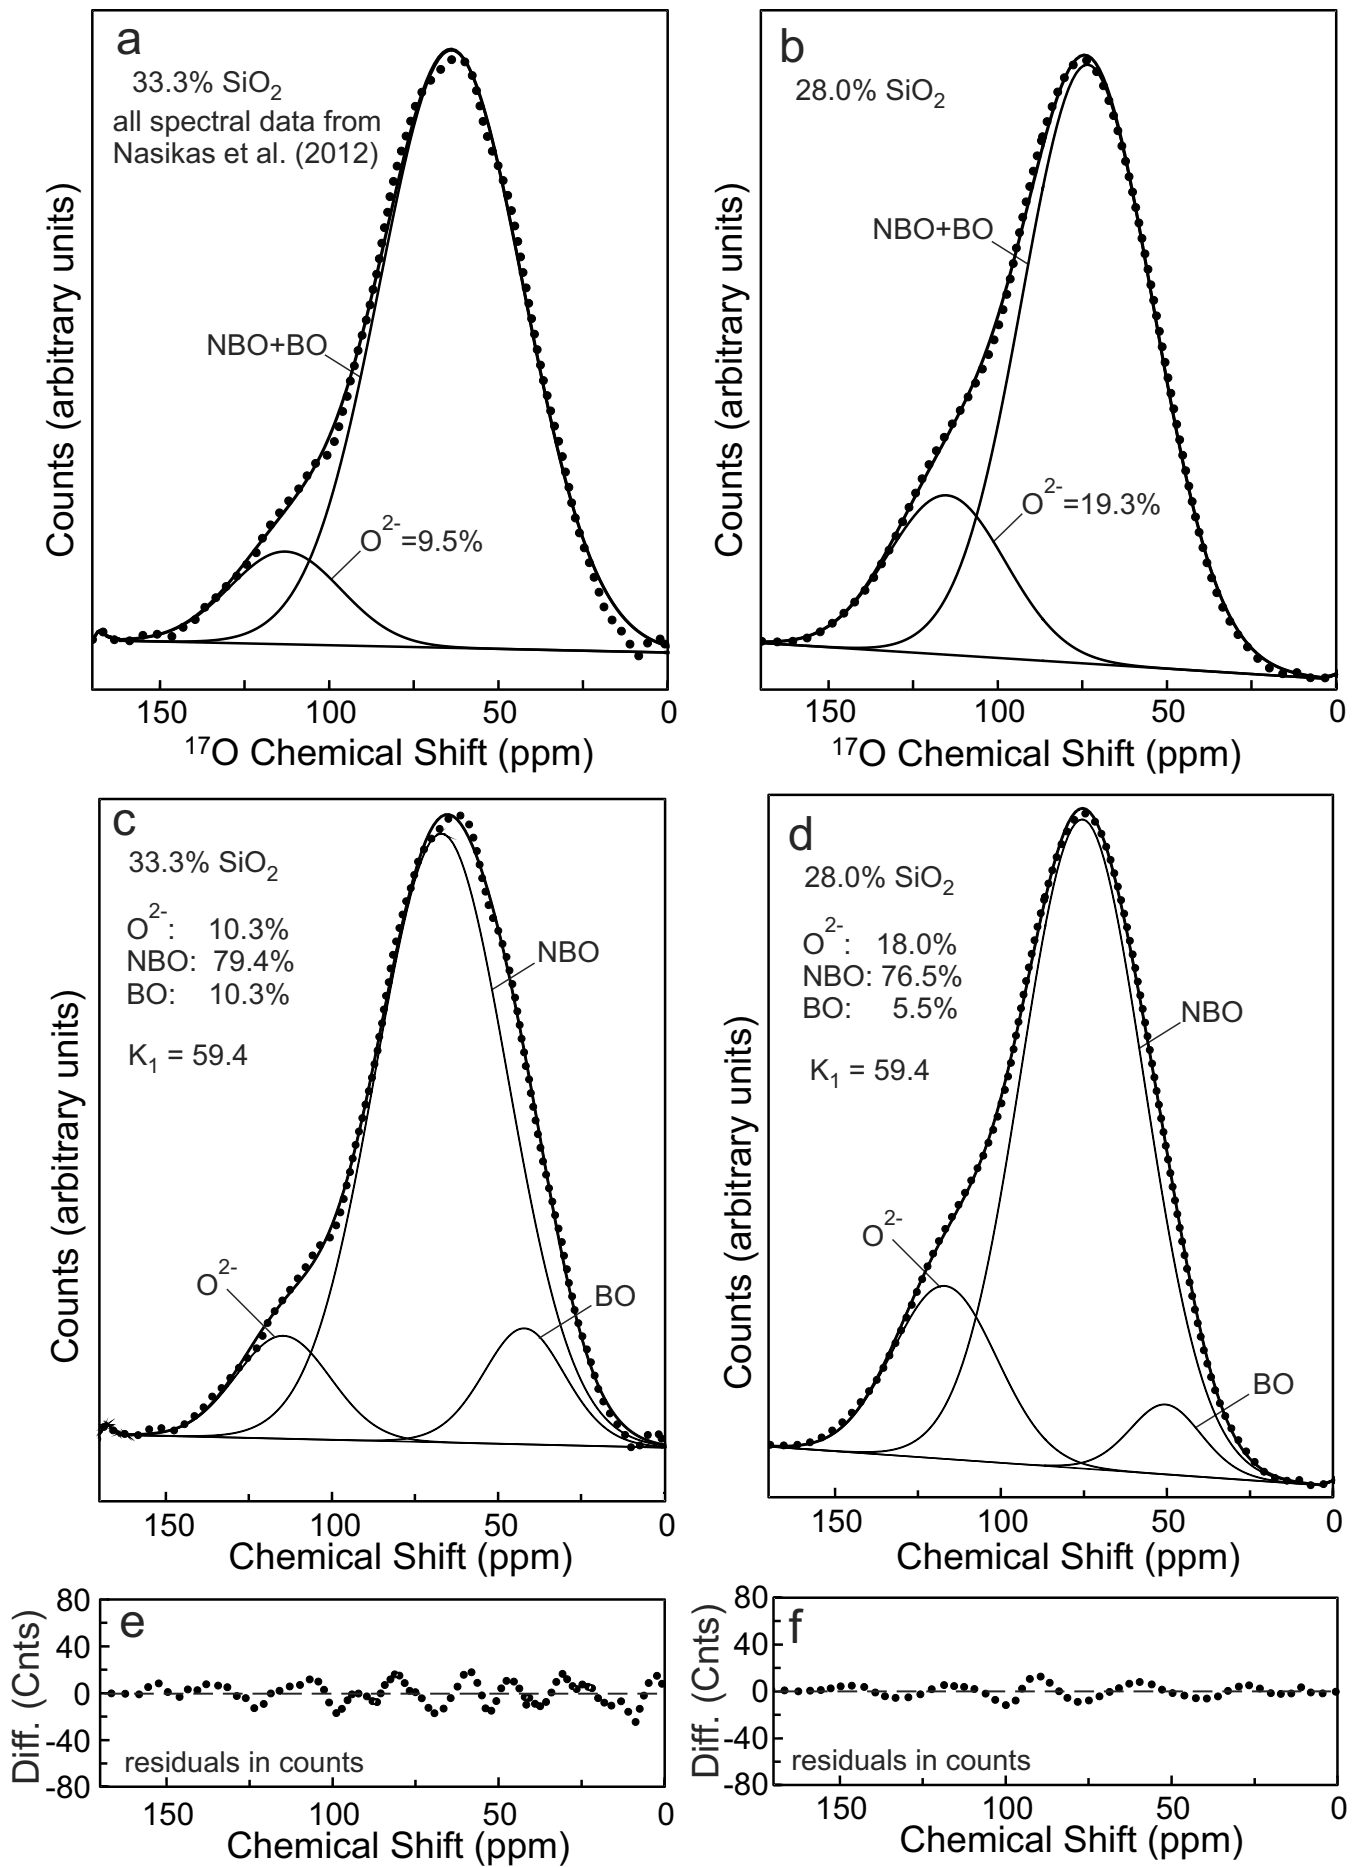 a
33.3% SiO₂
all spectral data from
Nasikas et al. (2012)
NBO+BO
O²⁻=9.5%
Counts (arbitrary units)
150 100 50 0
¹⁷O Chemical Shift (ppm)
b
28.0% SiO₂
NBO+BO
O²⁻=19.3%
Counts (arbitrary units)
150 100 50 0
¹⁷O Chemical Shift (ppm)
c
33.3% SiO₂
O²⁻: 10.3%
NBO: 79.4%
BO: 10.3%
K₁ = 59.4
NBO
O²⁻
BO
Counts (arbitrary units)
150 100 50 0
Chemical Shift (ppm)
d
28.0% SiO₂
O²⁻: 18.0%
NBO: 76.5%
BO: 5.5%
K₁ = 59.4
NBO
O²⁻
BO
Counts (arbitrary units)
150 100 50 0
Chemical Shift (ppm)
e
80
40
0
-40
-80
Diff. (Cnts)
residuals in counts
150 100 50 0
Chemical Shift (ppm)
f
80
40
0
-40
-80
Diff. (Cnts)
residuals in counts
150 100 50 0
Chemical Shift (ppm)